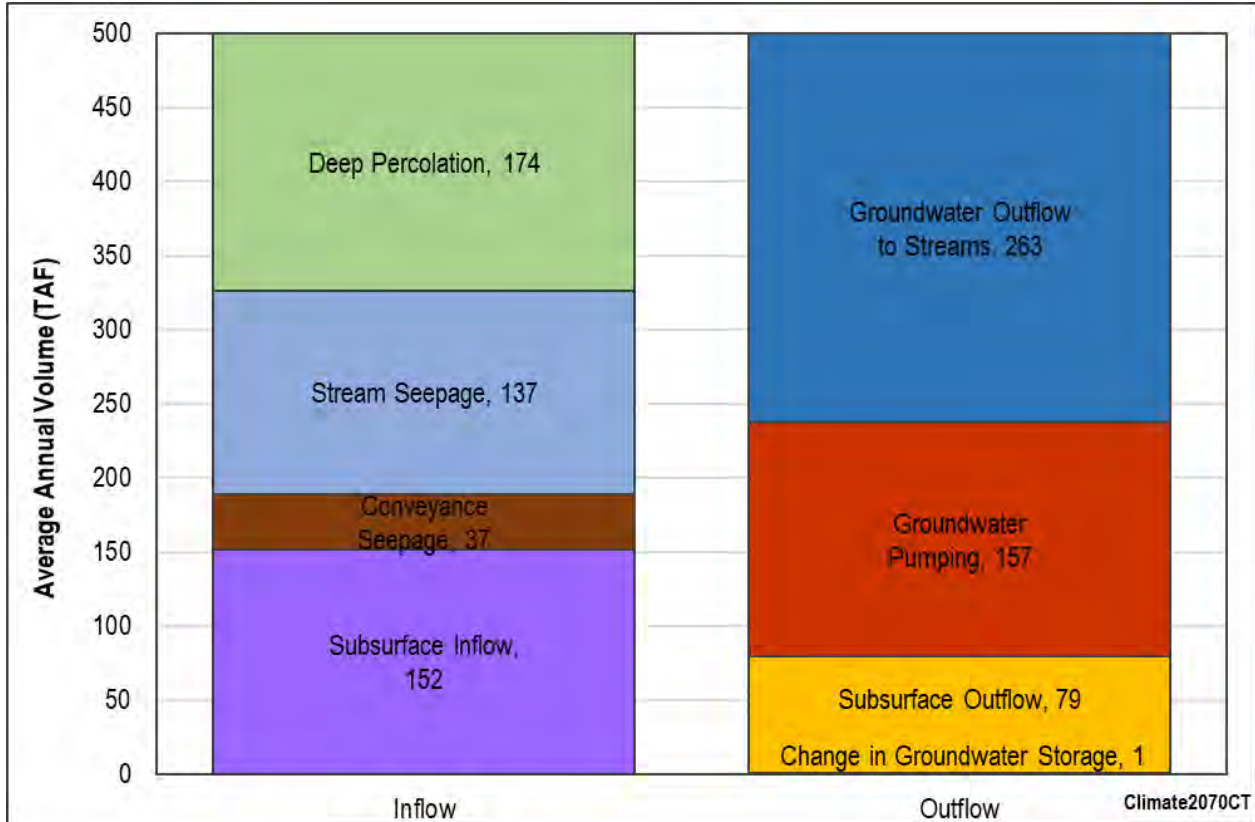 500
450
400
350
300
250
200
150
100
50
0
Average Annual Volume (TAF)
Deep Percolation, 174
Stream Seepage, 137
Conveyance
Seepage, 37
Subsurface Inflow,
152
Groundwater Outflow
to Streams, 263
Groundwater
Pumping, 157
Subsurface Outflow, 79
Change in Groundwater Storage, 1
Inflow
Outflow
Climate2070CT